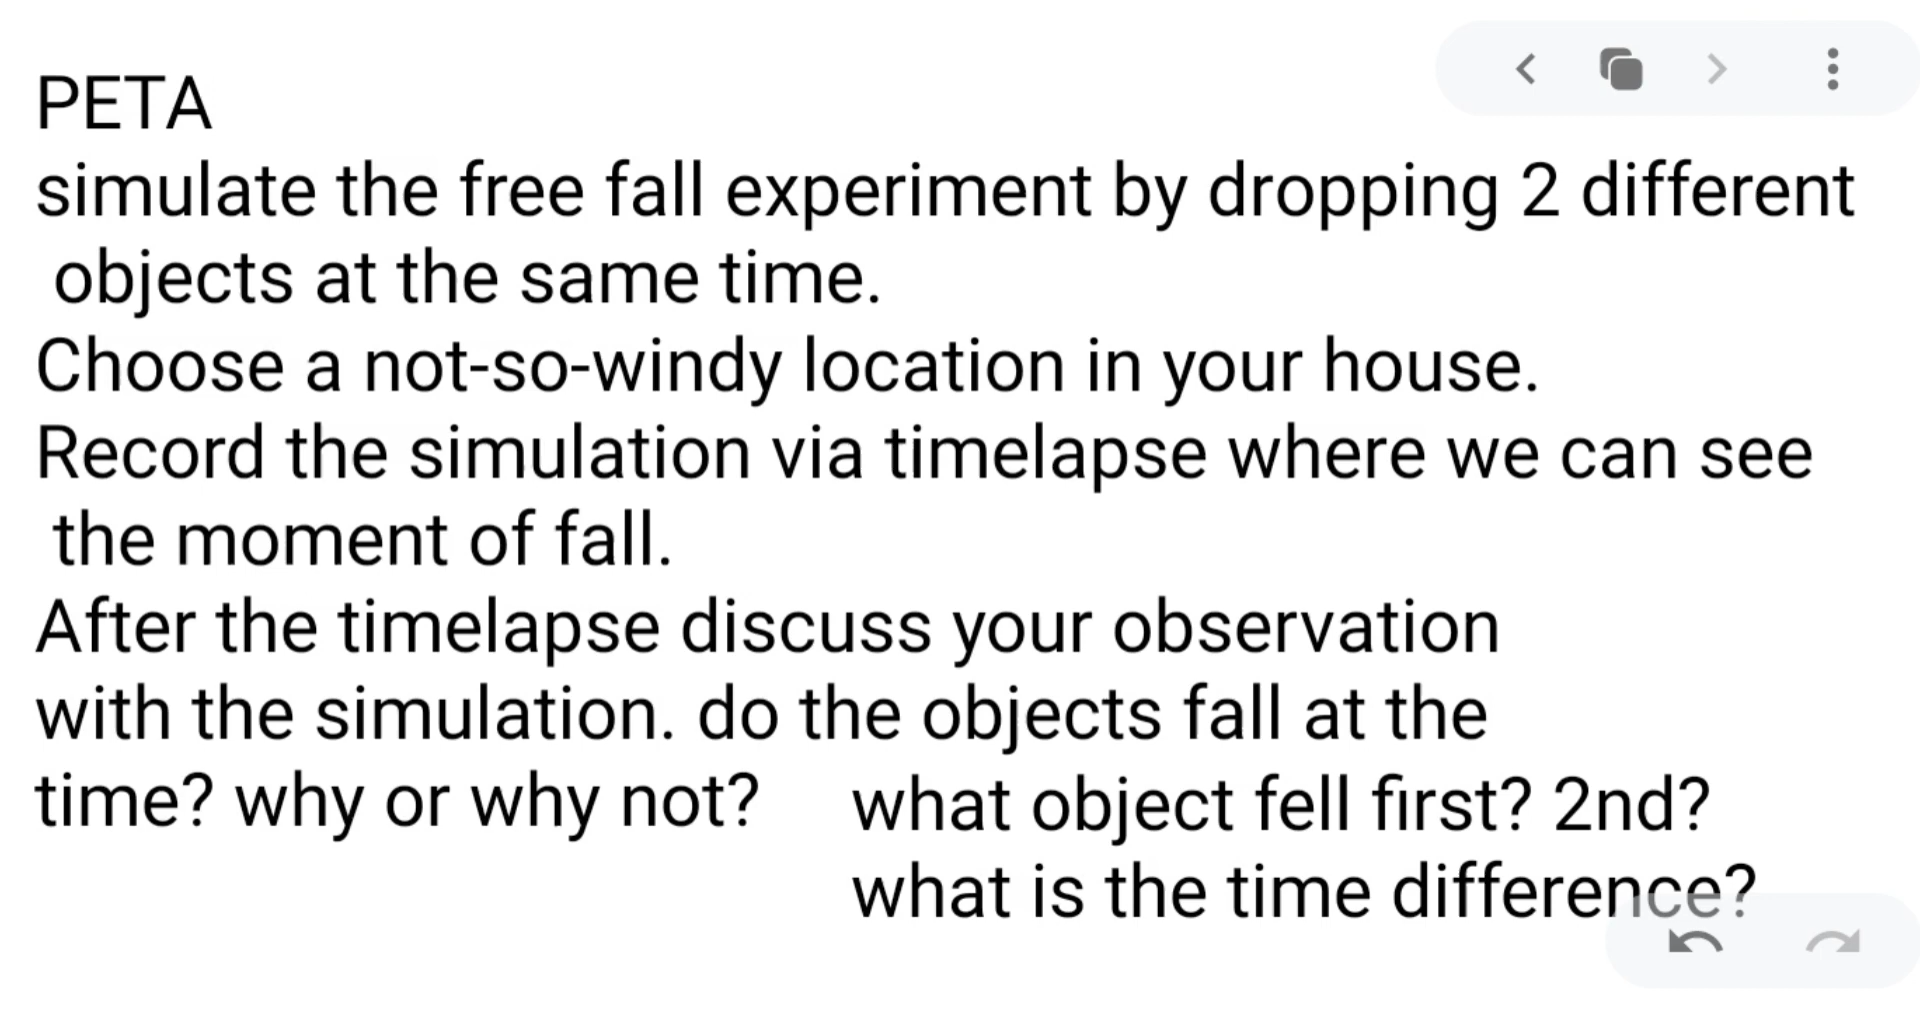 PETA
simulate the free fall experiment by dropping 2 different
objects at the same time.
Choose a not-so-windy location in your house.
Record the simulation via timelapse where we can see
the moment of fall.
After the timelapse discuss your observation
with the simulation. do the objects fall at the
time? why or why not?
what object fell first? 2nd?
what is the time difference?